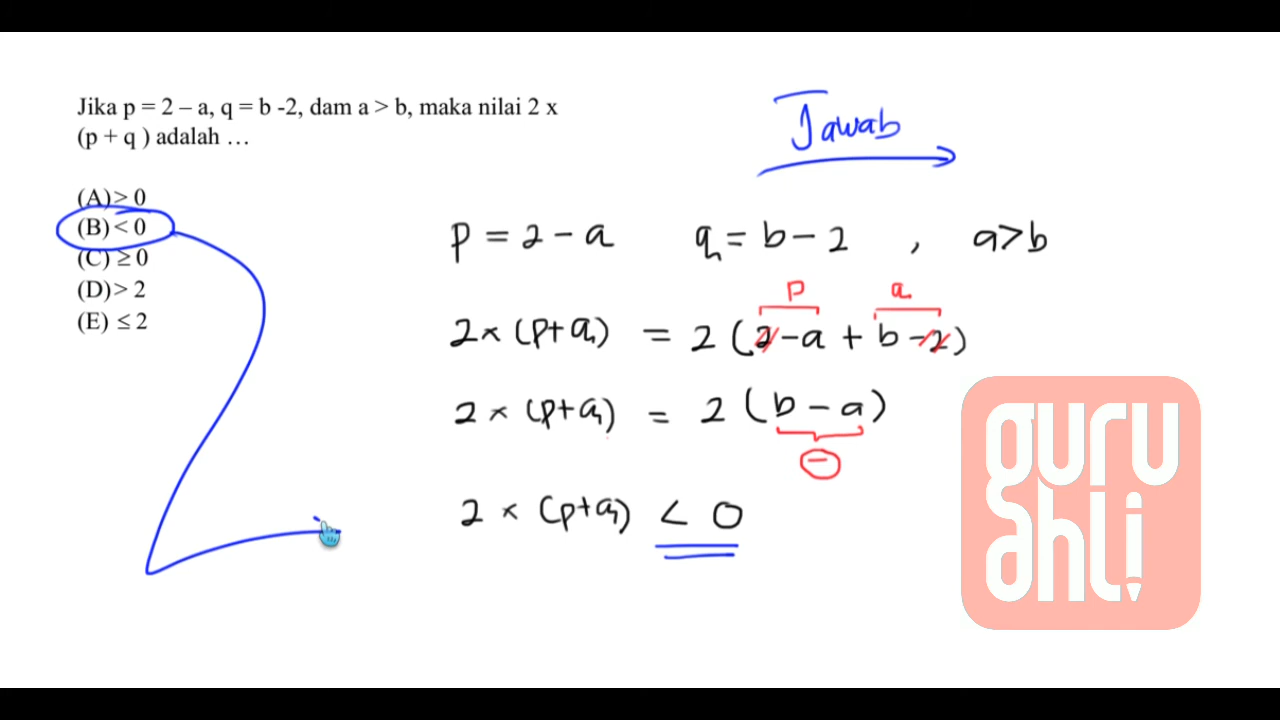 Jika p = 2 – a, q = b -2, dam a > b, maka nilai 2 x
(p + q ) adalah …
(A) > 0
(B) < 0
(C) ≥ 0
(D) > 2
(E) ≤ 2
Jawab
p = 2 - a q = b - 2 , a > b
p q
2 × (p+q) = 2 (2 - a + b - 2)
2 × (p+q) = 2 (b - a)
-
2 × (p+q) < 0
guru
ahli